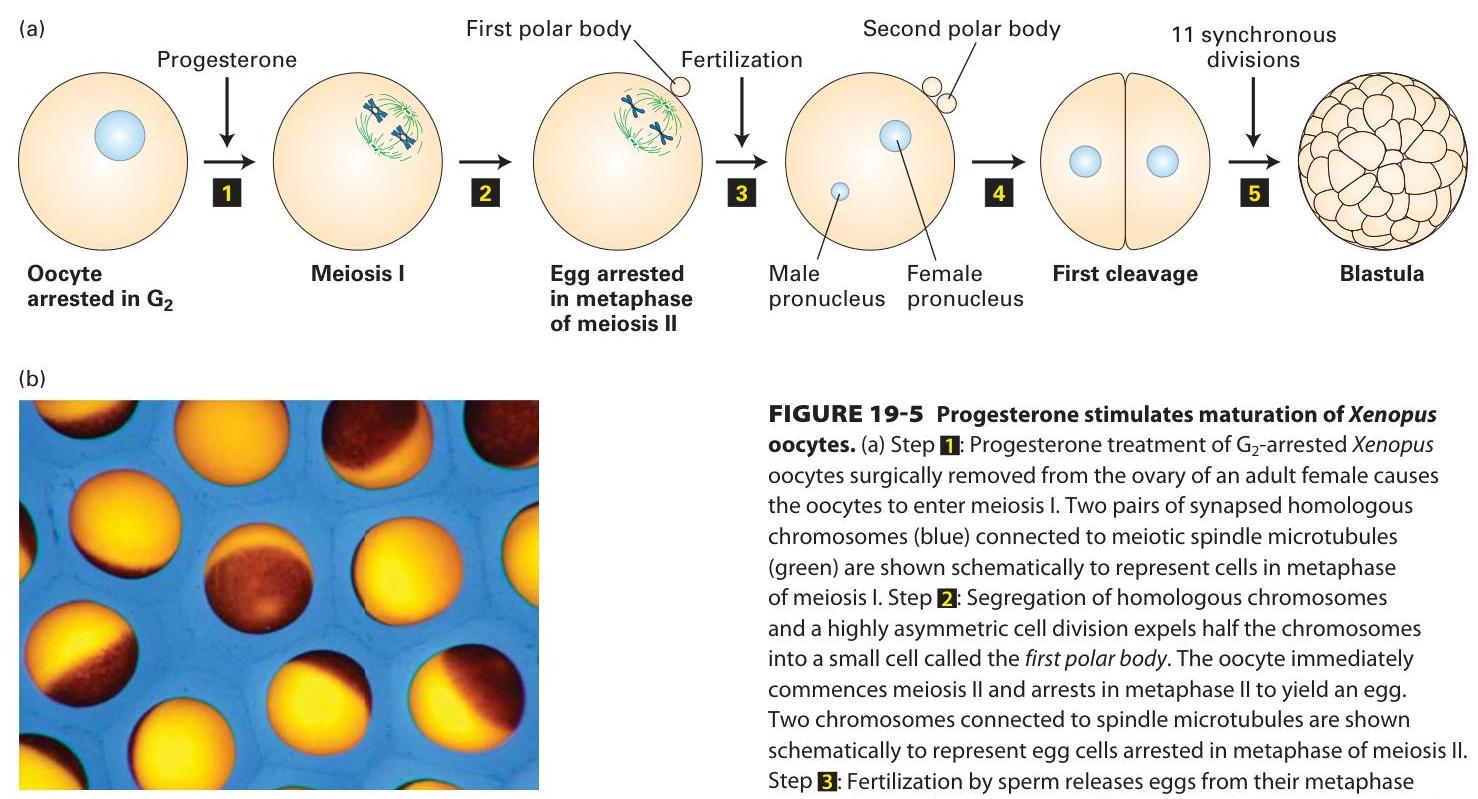 (a)
First polar body
Second polar body
11 synchronous
divisions
Progesterone
Fertilization
1
2
3
4
5
Oocyte
arrested in G₂
Meiosis I
Egg arrested
in metaphase
of meiosis II
Male
pronucleus
Female
pronucleus
First cleavage
Blastula
(b)
FIGURE 19-5 Progesterone stimulates maturation of Xenopus
oocytes. (a) Step 1: Progesterone treatment of G₂-arrested Xenopus
oocytes surgically removed from the ovary of an adult female causes
the oocytes to enter meiosis I. Two pairs of synapsed homologous
chromosomes (blue) connected to meiotic spindle microtubules
(green) are shown schematically to represent cells in metaphase
of meiosis I. Step 2: Segregation of homologous chromosomes
and a highly asymmetric cell division expels half the chromosomes
into a small cell called the first polar body. The oocyte immediately
commences meiosis II and arrests in metaphase II to yield an egg.
Two chromosomes connected to spindle microtubules are shown
schematically to represent egg cells arrested in metaphase of meiosis II.
Step 3: Fertilization by sperm releases eggs from their metaphase